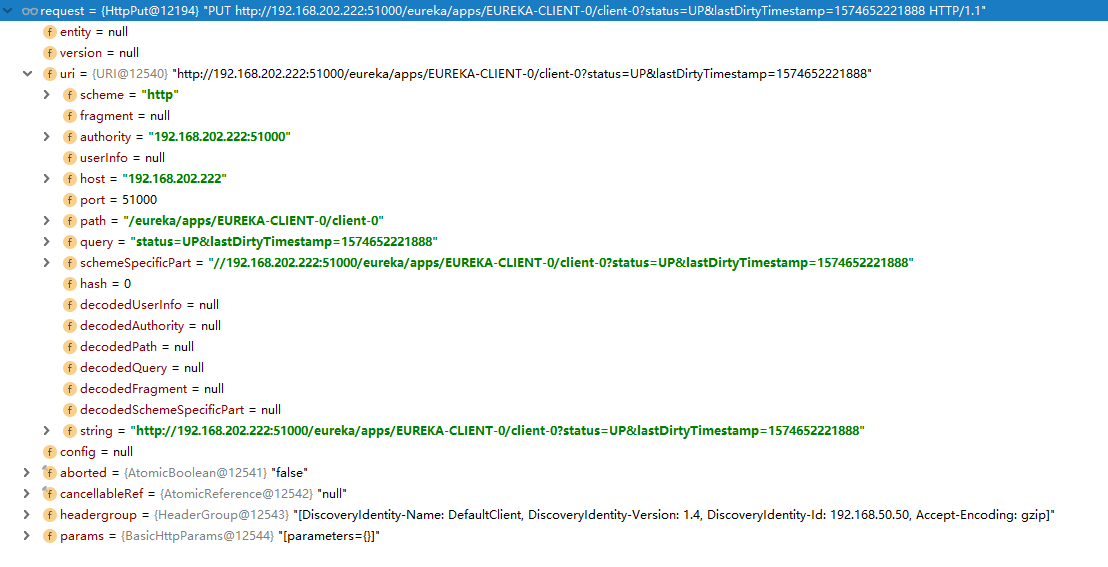 request = {HttpPut@12194} "PUT http://192.168.202.222:51000/eureka/apps/EUREKA-CLIENT-0/client-0?status=UP&lastDirtyTimestamp=1574652221888 HTTP/1.1"
f entity = null
f version = null
f uri = {URI@12540} "http://192.168.202.222:51000/eureka/apps/EUREKA-CLIENT-0/client-0?status=UP&lastDirtyTimestamp=1574652221888"
f scheme = "http"
f fragment = null
f authority = "192.168.202.222:51000"
f userInfo = null
f host = "192.168.202.222"
f port = 51000
f path = "/eureka/apps/EUREKA-CLIENT-0/client-0"
f query = "status=UP&lastDirtyTimestamp=1574652221888"
f schemeSpecificPart = "//192.168.202.222:51000/eureka/apps/EUREKA-CLIENT-0/client-0?status=UP&lastDirtyTimestamp=1574652221888"
f hash = 0
f decodedUserInfo = null
f decodedAuthority = null
f decodedPath = null
f decodedQuery = null
f decodedFragment = null
f decodedSchemeSpecificPart = null
f string = "http://192.168.202.222:51000/eureka/apps/EUREKA-CLIENT-0/client-0?status=UP&lastDirtyTimestamp=1574652221888"
f config = null
f aborted = {AtomicBoolean@12541} "false"
f cancellableRef = {AtomicReference@12542} "null"
f headergroup = {HeaderGroup@12543} "[DiscoveryIdentity-Name: DefaultClient, DiscoveryIdentity-Version: 1.4, DiscoveryIdentity-Id: 192.168.50.50, Accept-Encoding: gzip]"
f params = {BasicHttpParams@12544} "[parameters={}]"